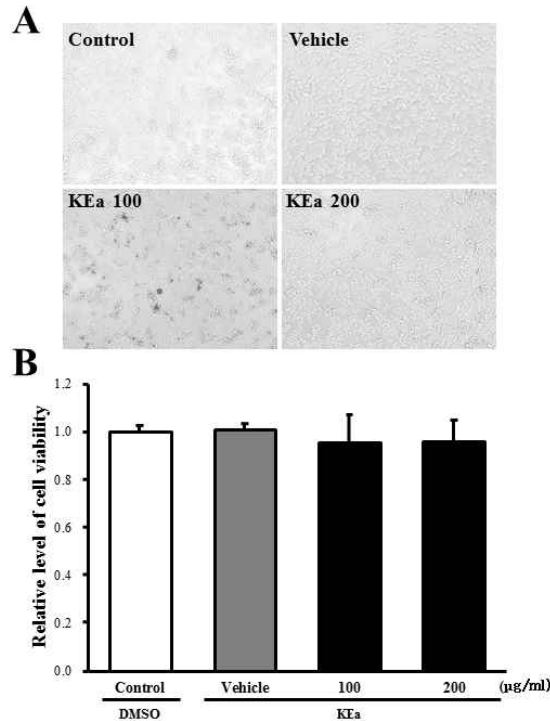 A
Control Vehicle
KEa 100 KEa 200
B
Relative level of cell viability
1.2
1.0
0.8
0.6
0.4
0.2
0.0
Control Vehicle 100 200 (µg/ml)
DMSO KEa